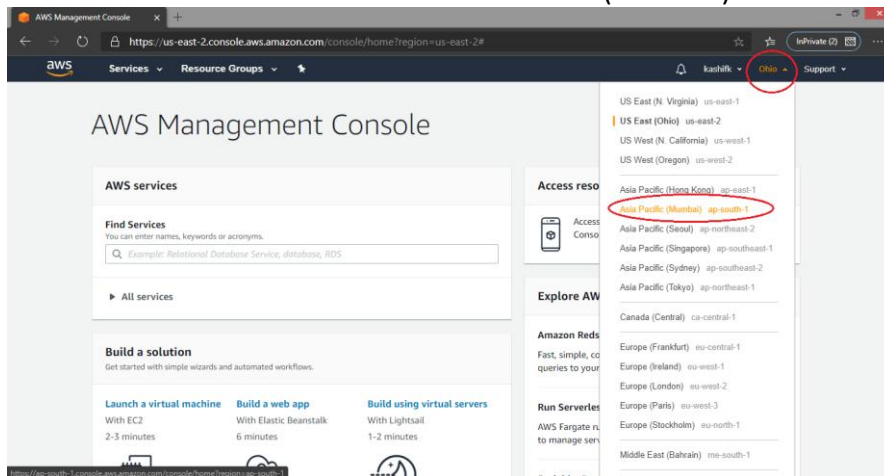 AWS Management Console
https://us-east-2.console.aws.amazon.com/console/home?region=us-east-2#
InPrivate (2)
aws
Services
Resource Groups
kashifk
Ohio
Support
AWS Management Console
AWS services
Find Services
You can enter names, keywords or acronyms.
Example: Relational Database Service, database, RDS
All services
Build a solution
Get started with simple wizards and automated workflows.
Launch a virtual machine
With EC2
2-3 minutes
Build a web app
With Elastic Beanstalk
6 minutes
Build using virtual servers
With Lightsail
1-2 minutes
Access reso
Access
Conso
Explore AW
Amazon Reds
Fast, simple, co
queries to your
Run Serverles
AWS Fargate ru
to manage serv
US East (N. Virginia) us-east-1
US East (Ohio) us-east-2
US West (N. California) us-west-1
US West (Oregon) us-west-2
Asia Pacific (Hong Kong) ap-east-1
Asia Pacific (Mumbai) ap-south-1
Asia Pacific (Seoul) ap-northeast-2
Asia Pacific (Singapore) ap-southeast-1
Asia Pacific (Sydney) ap-southeast-2
Asia Pacific (Tokyo) ap-northeast-1
Canada (Central) ca-central-1
Europe (Frankfurt) eu-central-1
Europe (Ireland) eu-west-1
Europe (London) eu-west-2
Europe (Paris) eu-west-3
Europe (Stockholm) eu-north-1
Middle East (Bahrain) me-south-1
https://ap-south-1.console.aws.amazon.com/console/home?region=ap-south-1